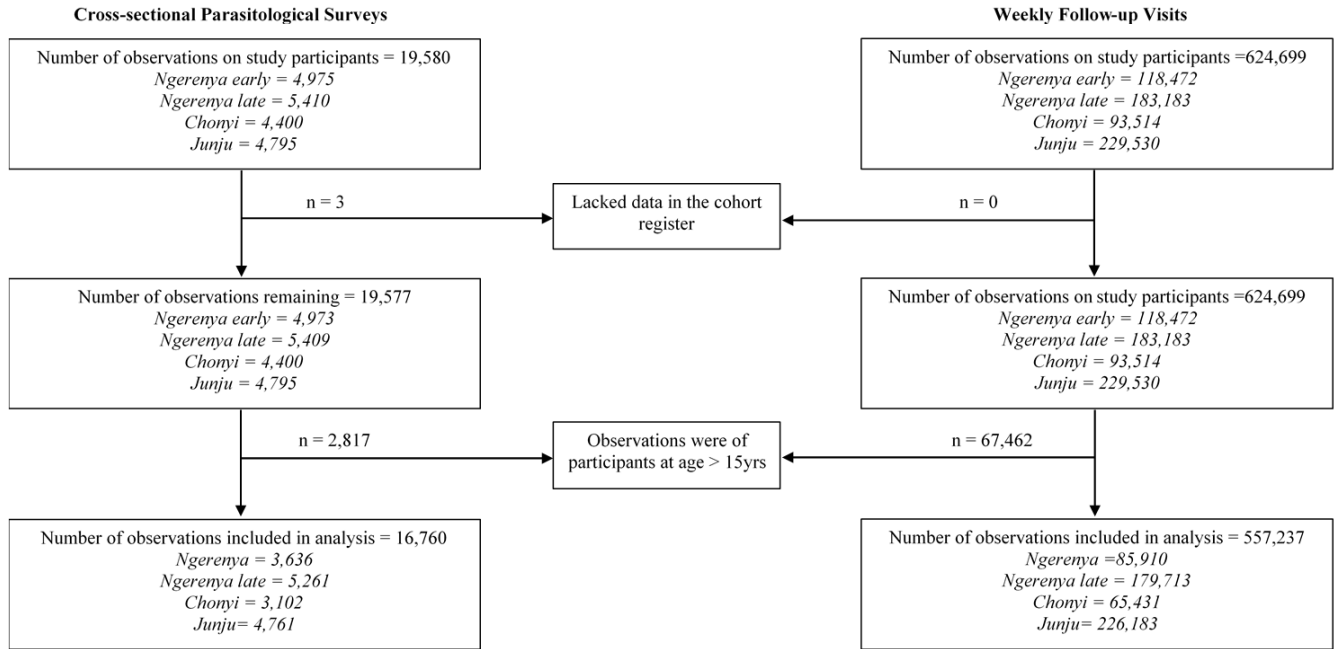 Cross-sectional Parasitological Surveys
Weekly Follow-up Visits
Number of observations on study participants = 19,580
Ngerenya early = 4,975
Ngerenya late = 5,410
Chonyi = 4,400
Junju = 4,795
Number of observations on study participants =624,699
Ngerenya early = 118,472
Ngerenya late = 183,183
Chonyi = 93,514
Junju = 229,530
n = 3
Lacked data in the cohort
register
n = 0
Number of observations remaining = 19,577
Ngerenya early = 4,973
Ngerenya late = 5,409
Chonyi = 4,400
Junju = 4,795
Number of observations on study participants =624,699
Ngerenya early = 118,472
Ngerenya late = 183,183
Chonyi = 93,514
Junju = 229,530
n = 2,817
Observations were of
participants at age > 15yrs
n = 67,462
Number of observations included in analysis = 16,760
Ngerenya = 3,636
Ngerenya late = 5,261
Chonyi = 3,102
Junju= 4,761
Number of observations included in analysis = 557,237
Ngerenya =85,910
Ngerenya late = 179,713
Chonyi = 65,431
Junju= 226,183